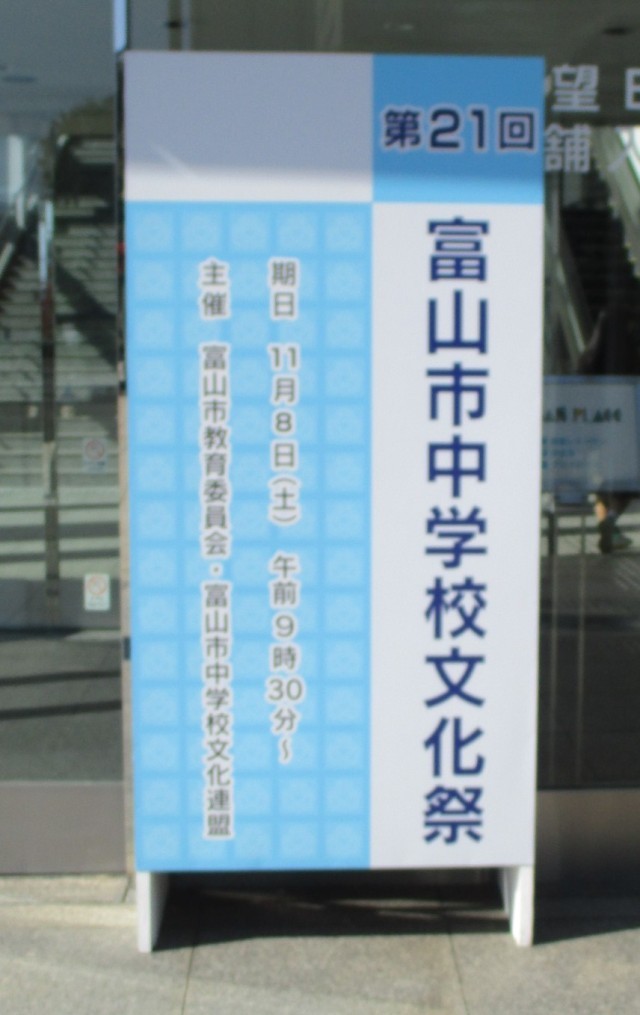 第21回
富山市中学校文化祭
期日 11月8日(土) 午前9時30分~
主催 富山市教育委員会・富山市中学校文化連盟
望
舗